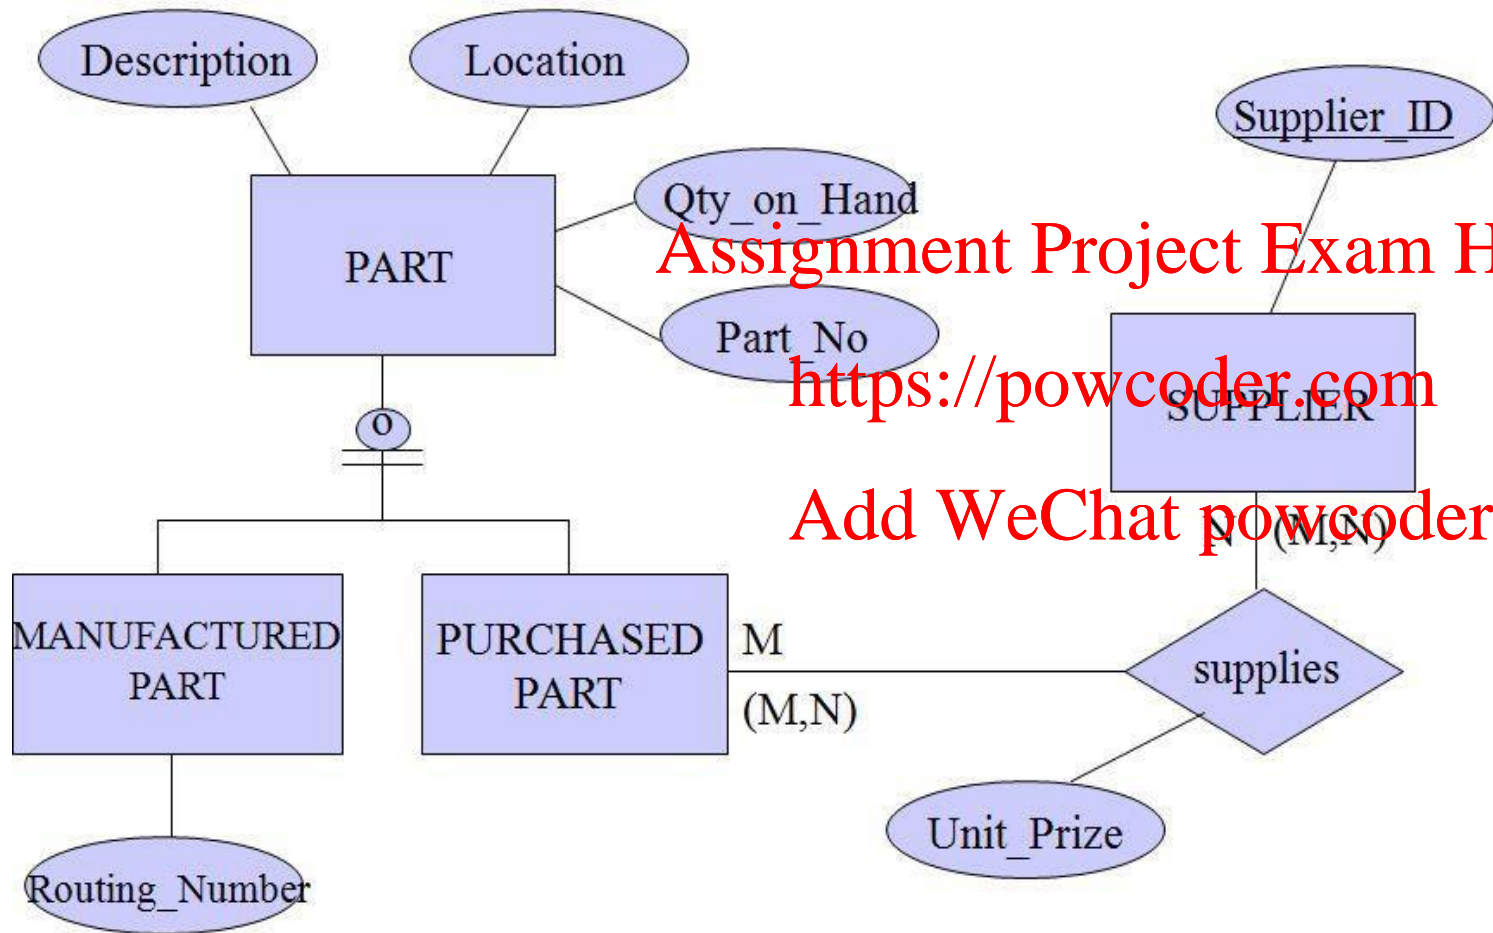 Description
Location
Supplier_ID
Qty_on_Hand
Assignment Project Exam H
PART
Part_No
https://powcoder.com
SUPPLIER
o
Add WeChat powcoder
N (M,N)
MANUFACTURED
PART
PURCHASED
PART
M
(M,N)
supplies
Unit_Prize
Routing_Number